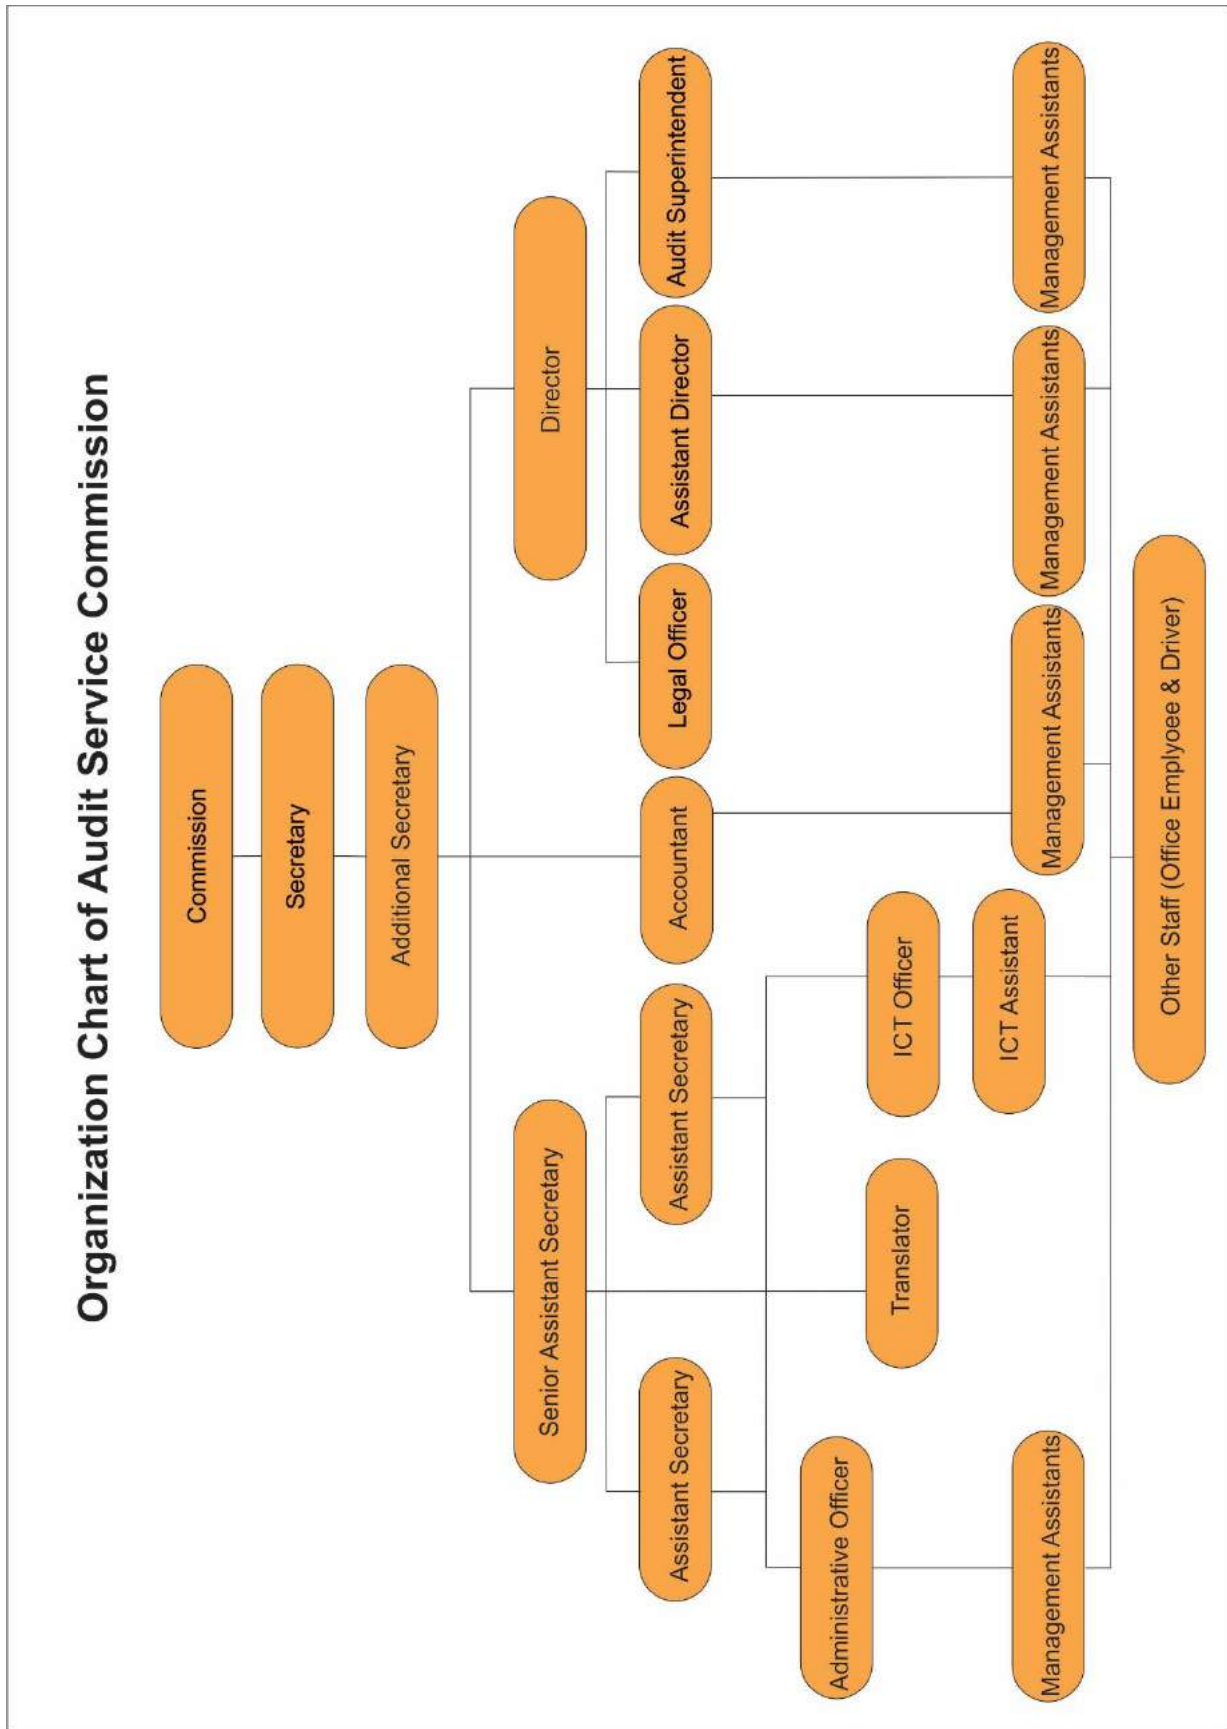 Organization Chart of Audit Service Commission
Commission
Secretary
Additional Secretary
Senior Assistant Secretary
Director
Assistant Secretary
Assistant Secretary
Accountant
Legal Officer
Assistant Director
Audit Superintendent
Administrative Officer
Translator
ICT Officer
ICT Assistant
Management Assistants
Management Assistants
Management Assistants
Management Assistants
Other Staff (Office Emplyoee & Driver)